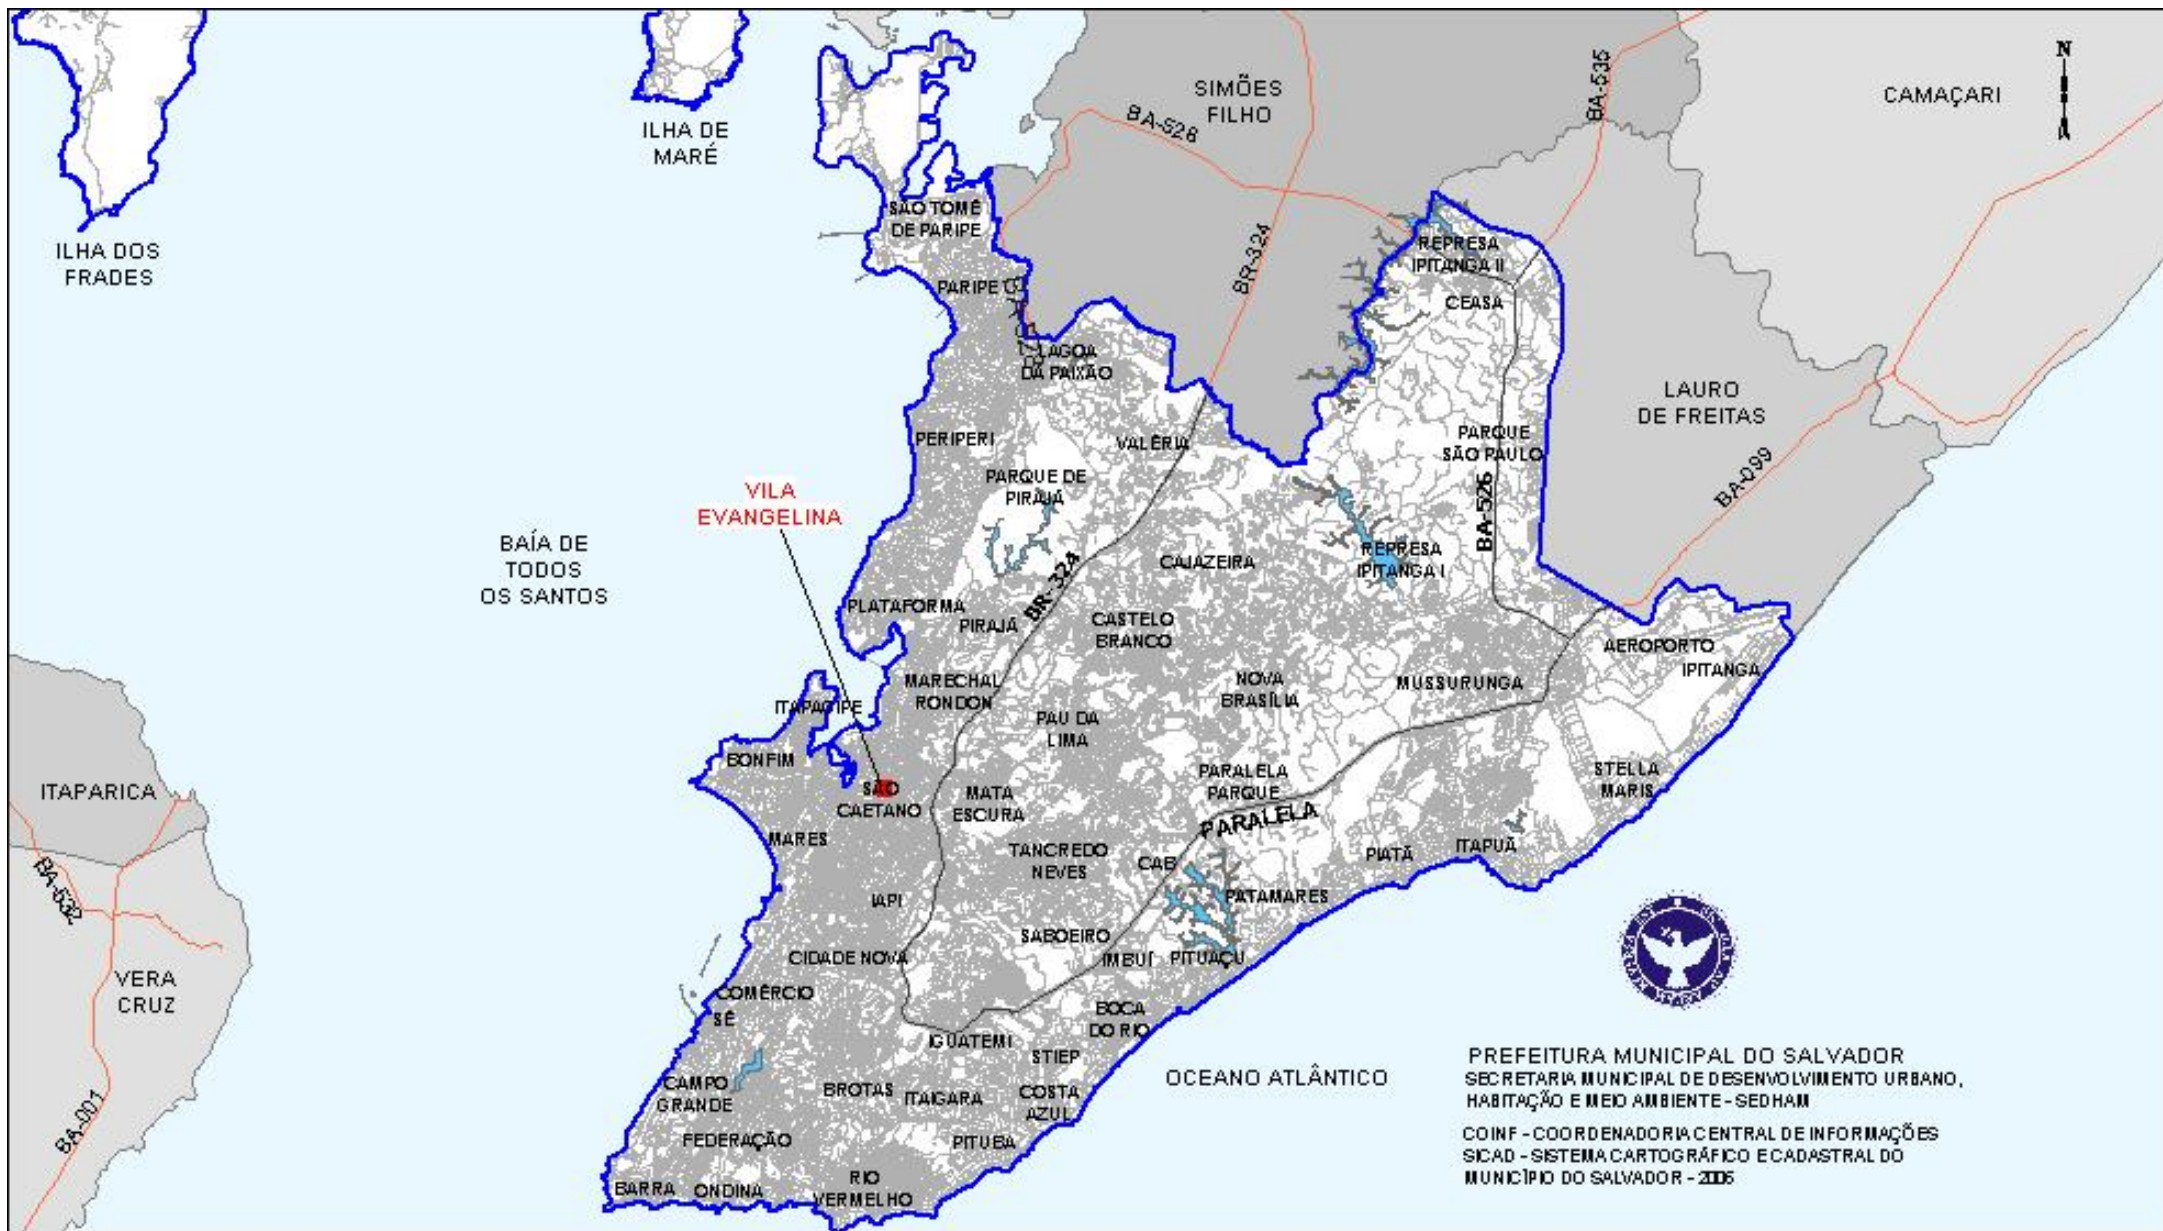 N
CAMAÇARI
SIMÕES
FILHO
BA-535
BA-526
ILHA DE
MARÉ
ILHA DOS
FRADES
SÃO TOMÉ
DE PARIPE
BR-324
REPRESA
IPITANGA II
PARIPE
CEASA
LAGOA
DA PAIXÃO
LAURO
DE FREITAS
PERIPERI
VALÉRIA
PARQUE
SÃO PAULO
BA-099
PARQUE DE
PIRAJÁ
VILA
EVANGELINA
BA-526
BAÍA DE
TODOS
OS SANTOS
REPRESA
IPITANGA I
CAJAZEIRA
BR-324
PLATAFORMA
PIRAJÁ
CASTELO
BRANCO
AEROPORTO
IPITANGA
MARECHAL
RONDON
NOVA
BRASÍLIA
MUSSURUNGA
ITAPAGIPE
PAU DA
LIMA
BONFIM
PARALELA
PARQUE
STELLA
MARIS
ITAPARICA
SÃO
CAETANO
MATA
ESCURA
PARALELA
MARES
TANCREDO
NEVES
CAB
PIATÃ
ITAPUÃ
BA-532
IAPI
PATAMARES
SABOEIRO
CIDADE NOVA
IMBUÍ
PITUAÇU
VERA
CRUZ
COMÉRCIO
SÉ
BOCA
DO RIO
IGUATEMI
STIEP
OCEANO ATLÂNTICO
CAMPO
GRANDE
BROTAS
ITAIGARA
COSTA
AZUL
BA-001
FEDERAÇÃO
PITUBA
BARRA
ONDINA
RIO
VERMELHO
PREFEITURA MUNICIPAL DO SALVADOR
SECRETARIA MUNICIPAL DE DESENVOLVIMENTO URBANO,
HABITAÇÃO E MEIO AMBIENTE - SEDHAM
COINF - COORDENADORIA CENTRAL DE INFORMAÇÕES
SICAD - SISTEMA CARTOGRÁFICO E CADASTRAL DO
MUNICÍPIO DO SALVADOR - 2006